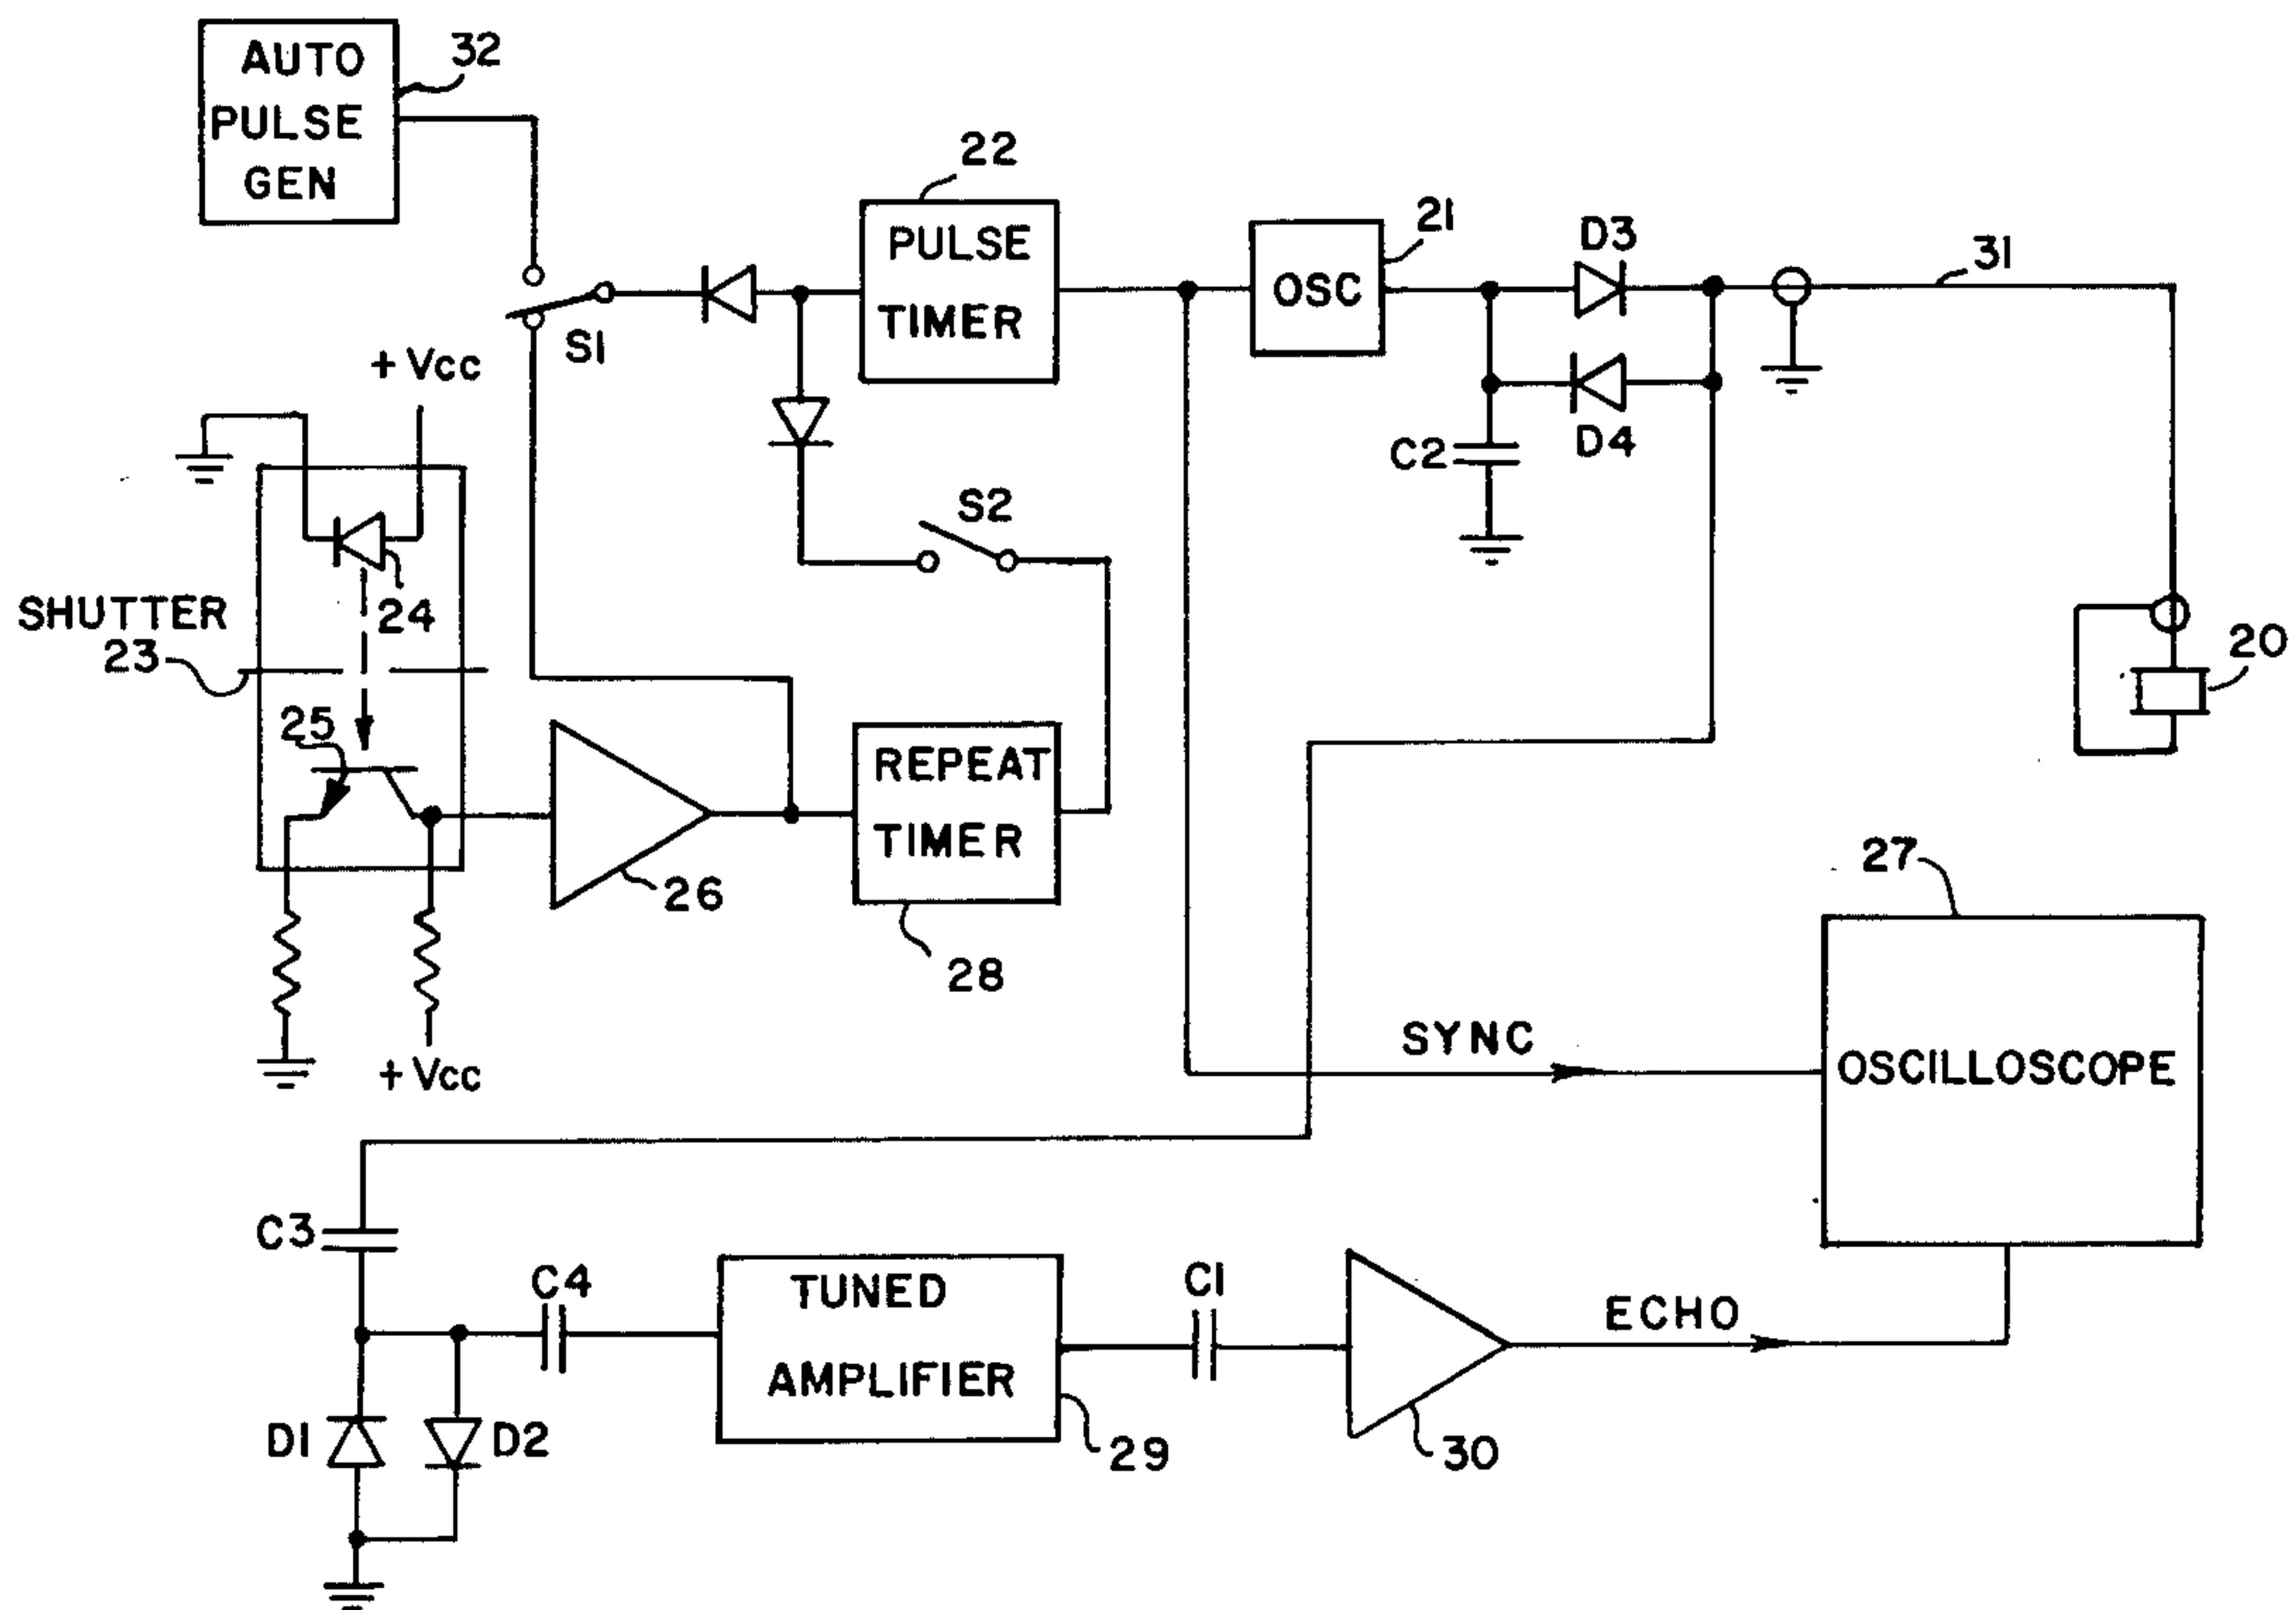 AUTO
PULSE
GEN
32
22
PULSE
TIMER
21
OSC
D3
31
S1
+ Vcc
D4
C2
S2
SHUTTER
23
24
20
25
REPEAT
TIMER
26
28
27
+ Vcc
SYNC
OSCILLOSCOPE
C3
C4
TUNED
AMPLIFIER
C1
ECHO
D1
D2
29
30